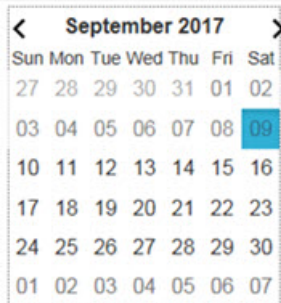 September 2017
Sun Mon Tue Wed Thu Fri Sat
27 28 29 30 31 01 02
03 04 05 06 07 08 09
10 11 12 13 14 15 16
17 18 19 20 21 22 23
24 25 26 27 28 29 30
01 02 03 04 05 06 07